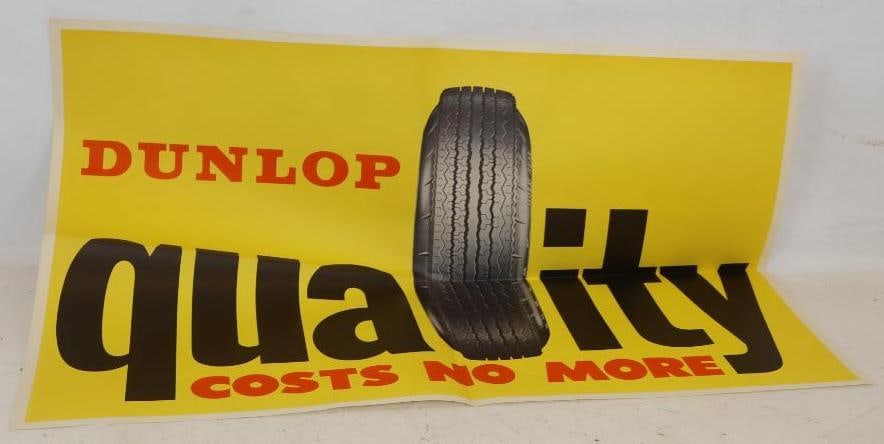 DUNLOP
quality
COSTS NO MORE